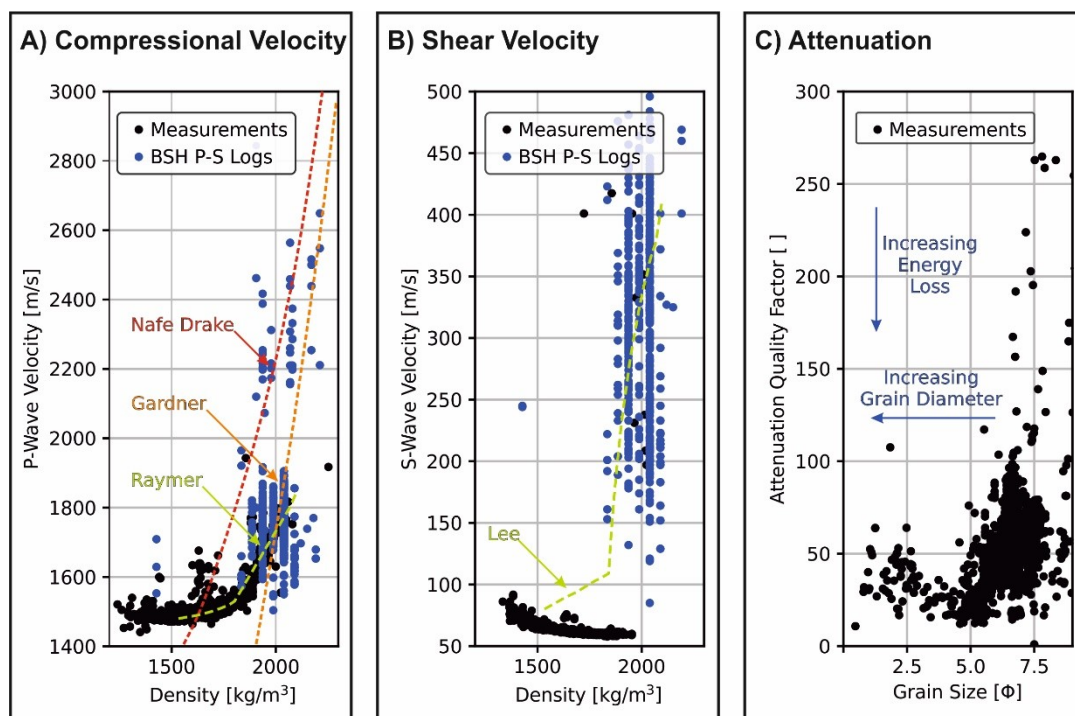 A) Compressional Velocity
3000
2800
2600
2400
2200
2000
1800
1600
1400
P-Wave Velocity [m/s]
Measurements
BSH P-S Logs
Nafe Drake
Gardner
Raymer
1500
2000
Density [kg/m³]
B) Shear Velocity
500
450
400
350
300
250
200
150
100
50
S-Wave Velocity [m/s]
Measurements
BSH P-S Logs
Lee
1500
2000
Density [kg/m³]
C) Attenuation
300
250
200
150
100
50
0
Attenuation Quality Factor [ ]
Measurements
Increasing
Energy
Loss
Increasing
Grain Diameter
2.5
5.0
7.5
Grain Size [Φ]